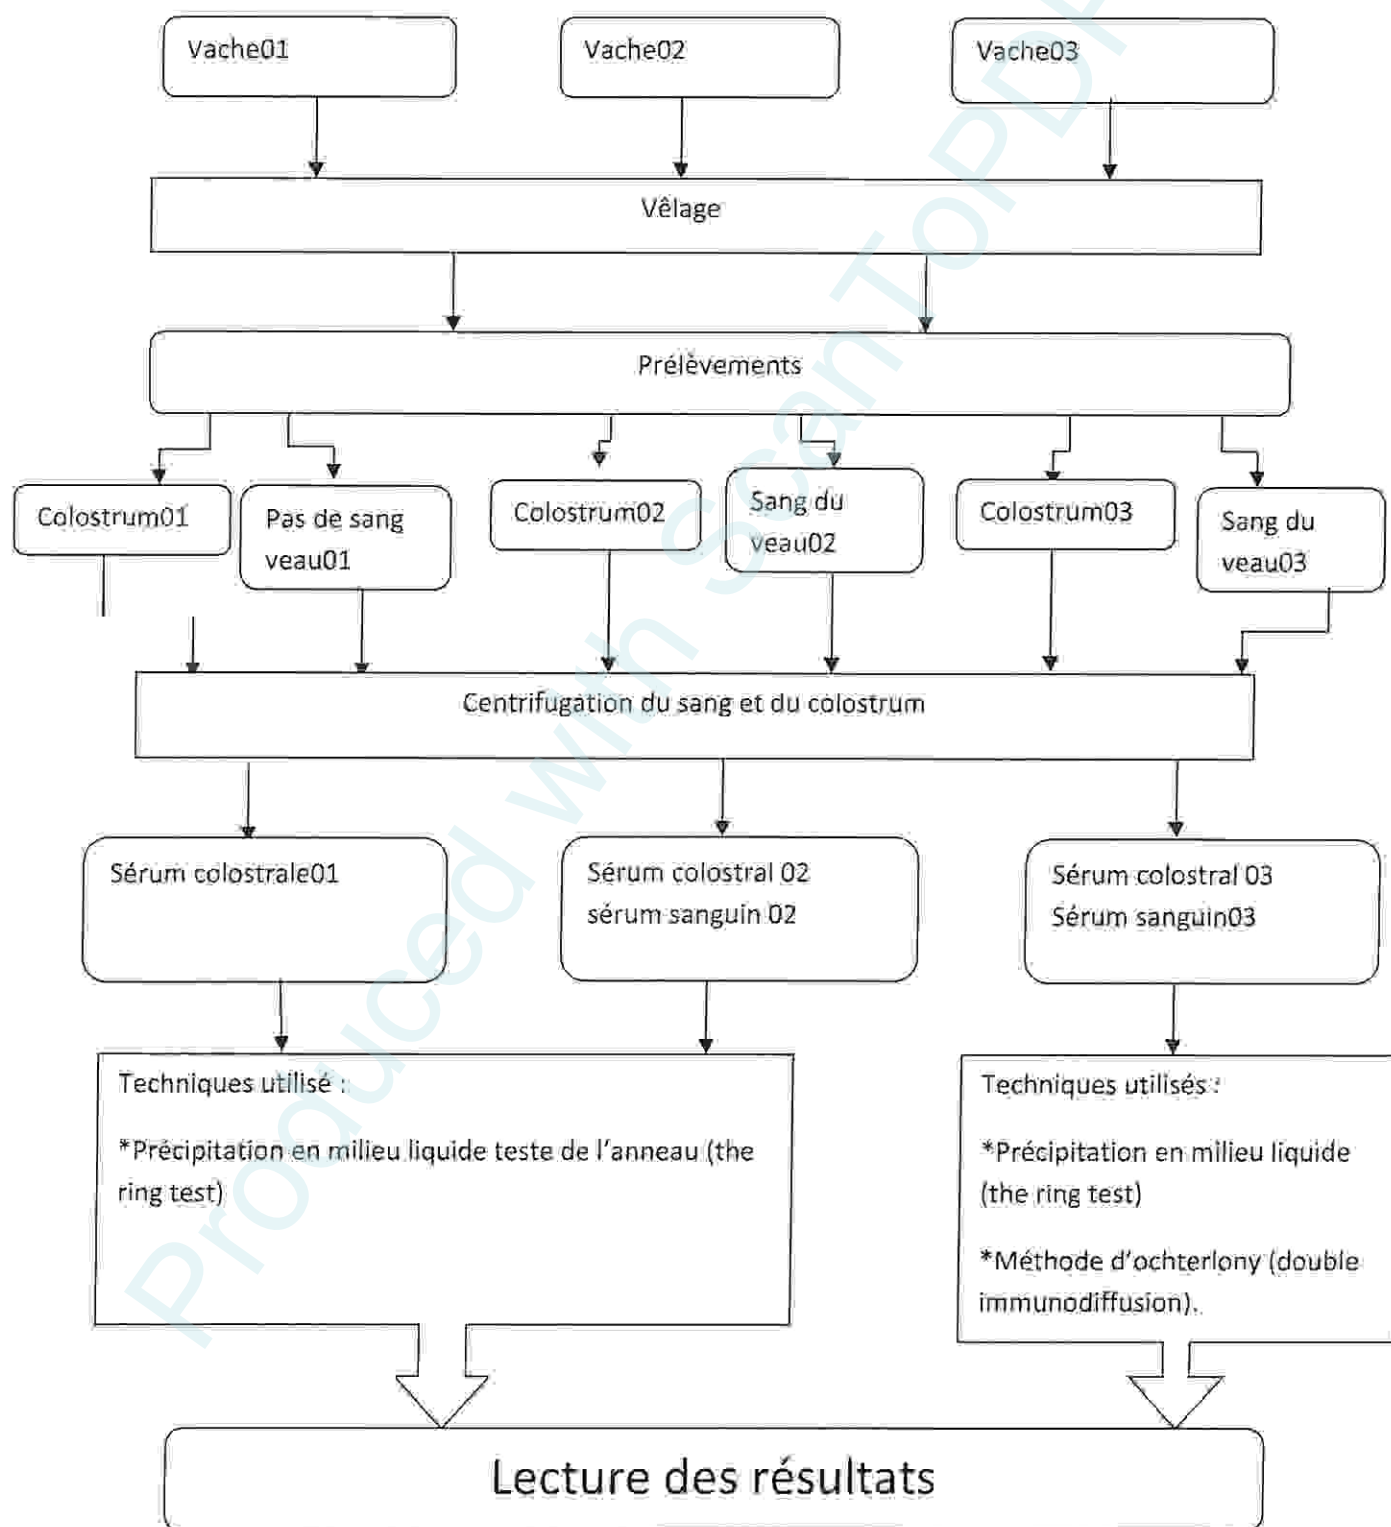 Vache01
Vache02
Vache03
Vêlage
Prélèvements
Colostrum01
Pas de sang
veau01
Colostrum02
Sang du
veau02
Colostrum03
Sang du
veau03
Centrifugation du sang et du colostrum
Sérum colostrale01
Sérum colostral 02
sérum sanguin 02
Sérum colostral 03
Sérum sanguin03
Techniques utilisé :
*Précipitation en milieu liquide teste de l'anneau (the
ring test)
Techniques utilisés :
*Précipitation en milieu liquide
(the ring test)
*Méthode d'ochterlony (double
immunodiffusion).
Lecture des résultats
Produced with ScanToPDF